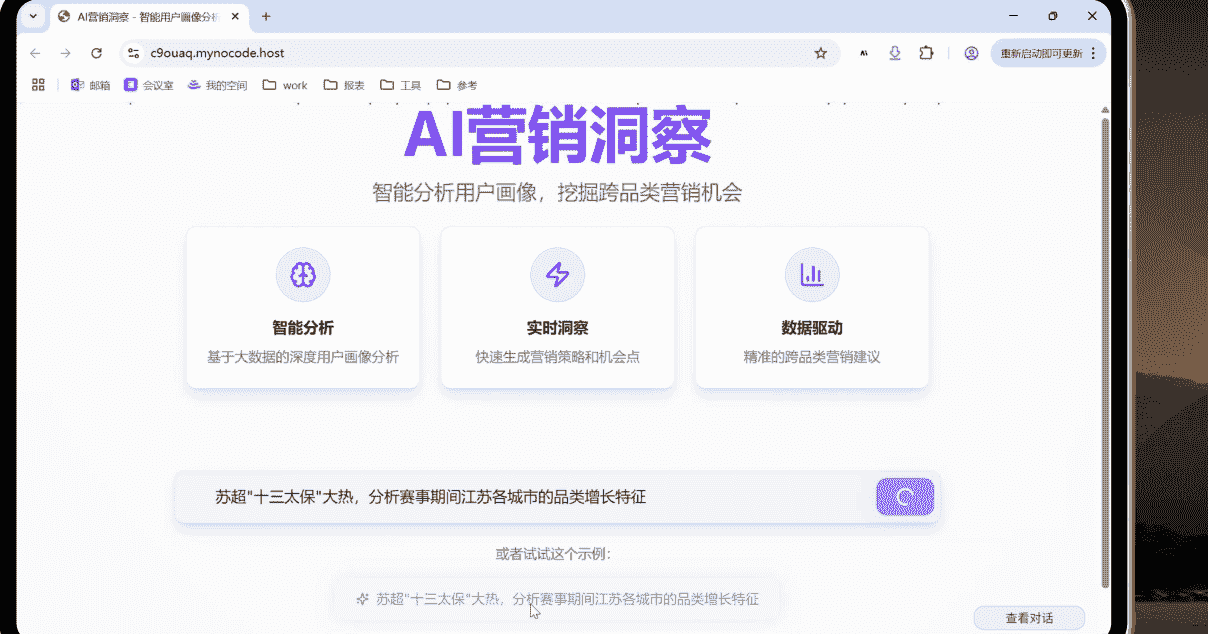 AI营销洞察 - 智能用户画像分析
c9ouaq.mynocode.host
重新启动即可更新
邮箱
会议室
我的空间
work
报表
工具
参考
AI营销洞察
智能分析用户画像，挖掘跨品类营销机会
智能分析
基于大数据的深度用户画像分析
实时洞察
快速生成营销策略和机会点
数据驱动
精准的跨品类营销建议
苏超"十三太保"大热，分析赛事期间江苏各城市的品类增长特征
或者试试这个示例：
苏超"十三太保"大热，分析赛事期间江苏各城市的品类增长特征
查看对话